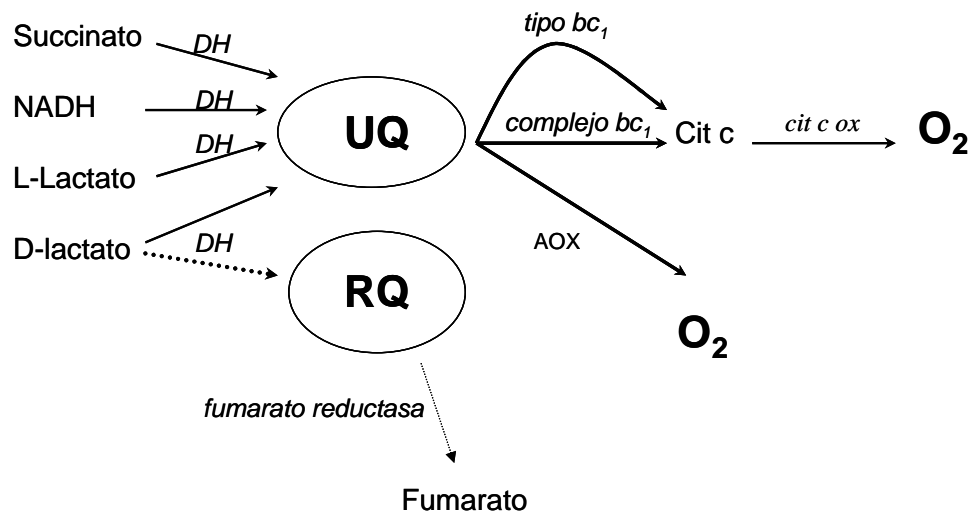 Succinato
DH
NADH
DH
L-Lactato
DH
D-lactato
DH
UQ
RQ
tipo bc₁
complejo bc₁
Cit c
cit c ox
O₂
AOX
O₂
fumarato reductasa
Fumarato